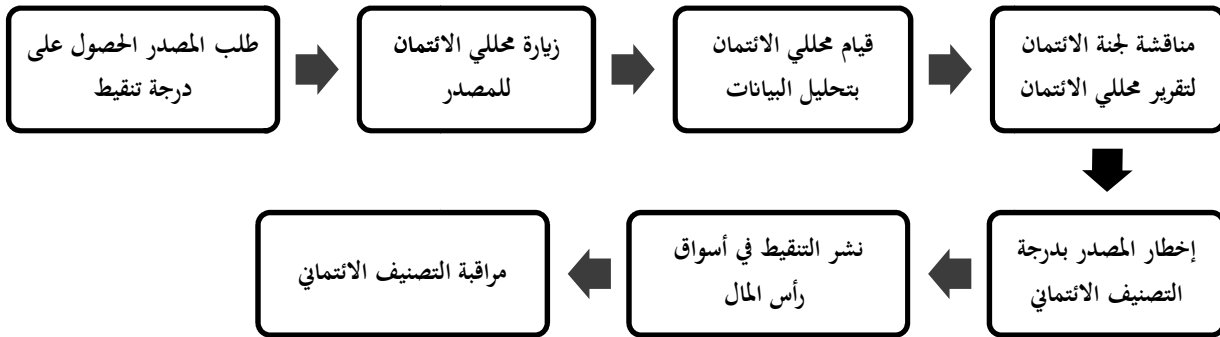 طلب المصدر الحصول على
درجة تنقيط
زيارة محللي الائتمان
للمصدر
قيام محللي الائتمان
بتحليل البيانات
مناقشة لجنة الائتمان
لتقرير محللي الائتمان
إخطار المصدر بدرجة
التصنيف الائتماني
نشر التنقيط في أسواق
رأس المال
مراقبة التصنيف الائتماني